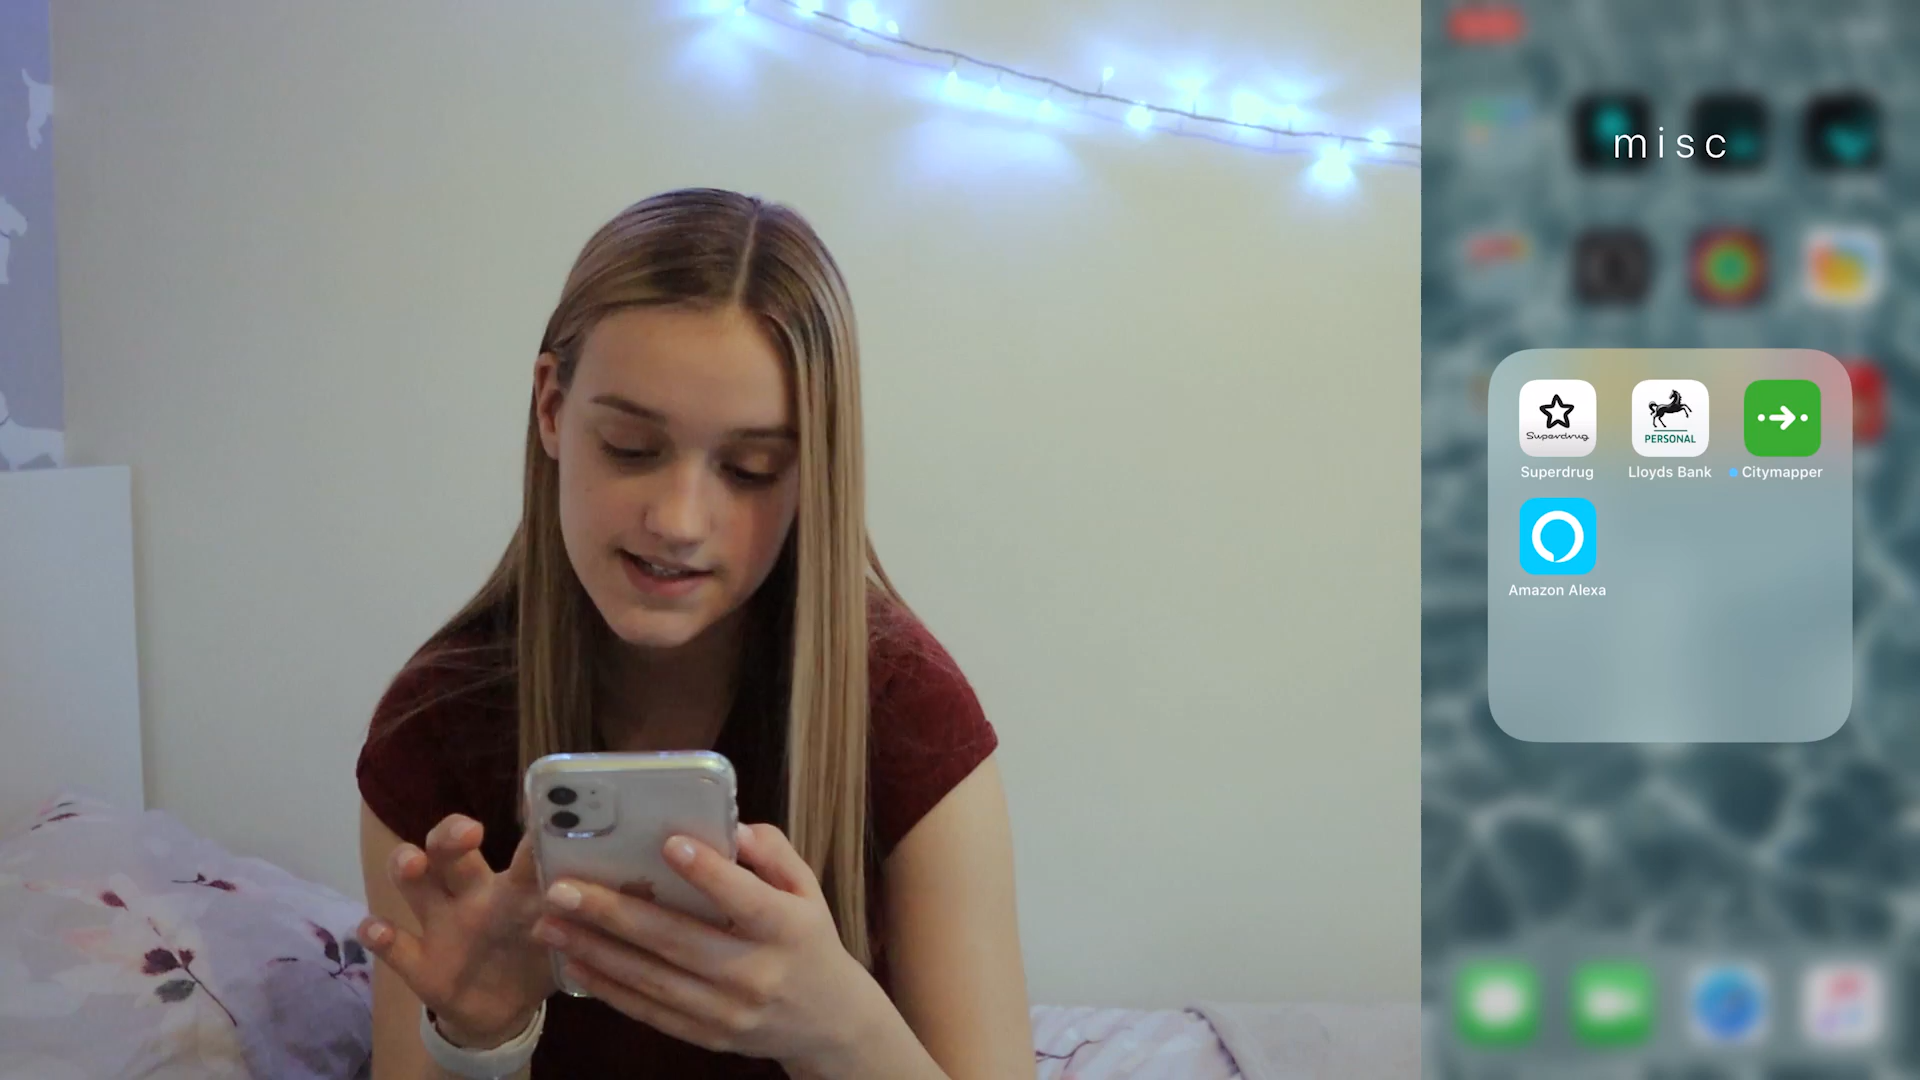 misc
Superdrug
PERSONAL
Superdrug
Lloyds Bank
Citymapper
Amazon Alexa